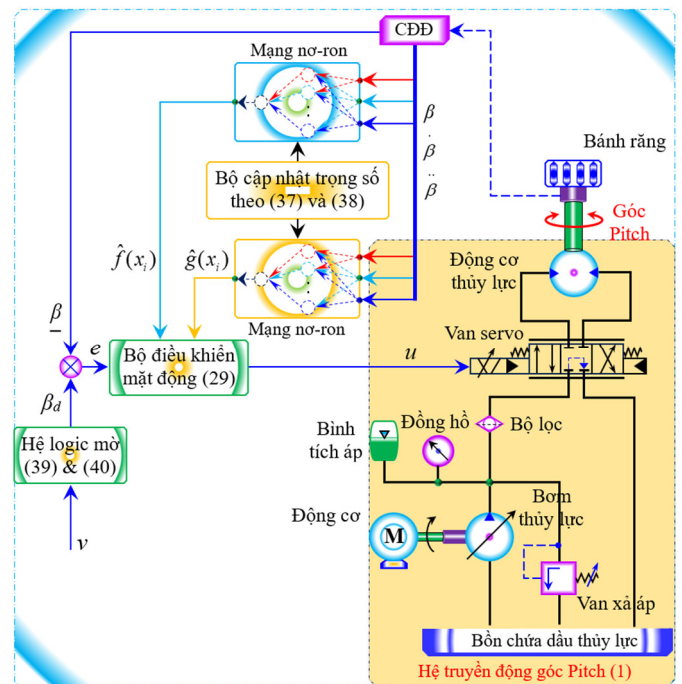 CĐĐ
Mạng nơ-ron
β
β̇
β̈
Bánh răng
Bộ cập nhật trọng số
theo (37) và (38)
Góc
Pitch
f̂(xᵢ)
ĝ(xᵢ)
Động cơ
thủy lực
Mạng nơ-ron
β
−
Van servo
e
Bộ điều khiển
mặt động (29)
u
β_d
Bình
tích áp
Đồng hồ
Bộ lọc
Hệ logic mờ
(39) & (40)
Bơm
thủy lực
Động cơ
M
v
Van xả áp
Bồn chứa dầu thủy lực
Hệ truyền động góc Pitch (1)